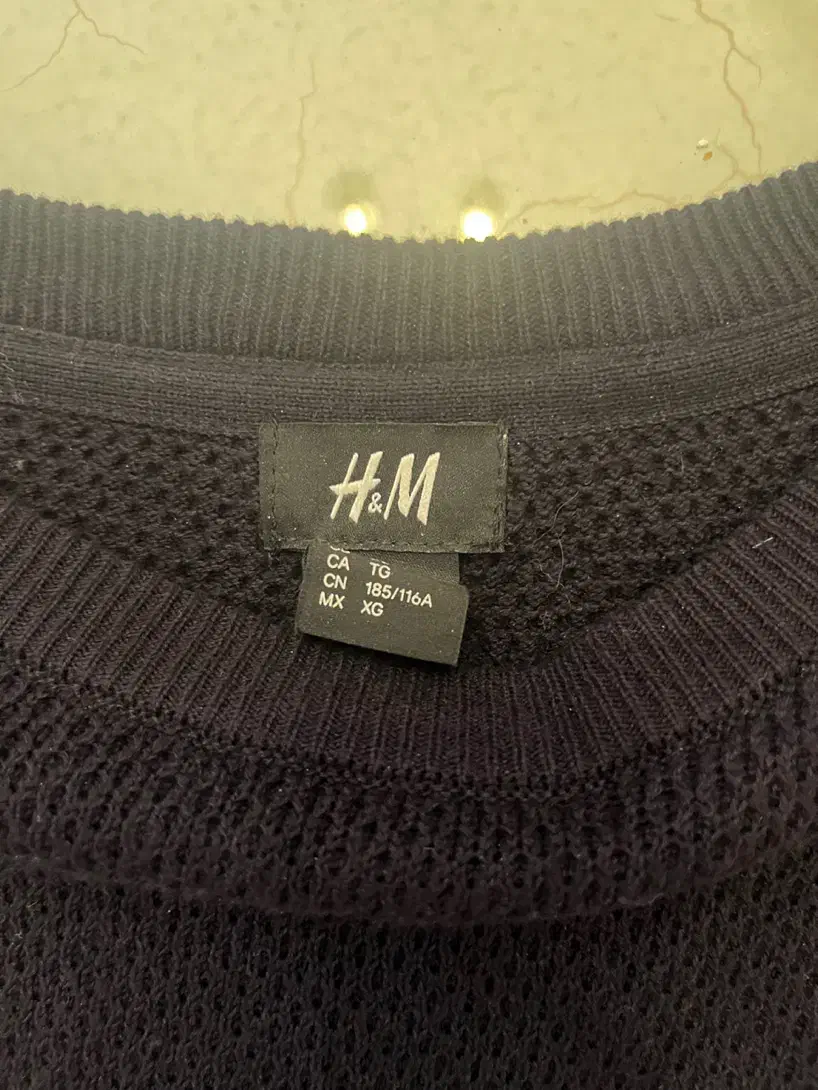 H&M
CA TG
CN 185/116A
MX XG